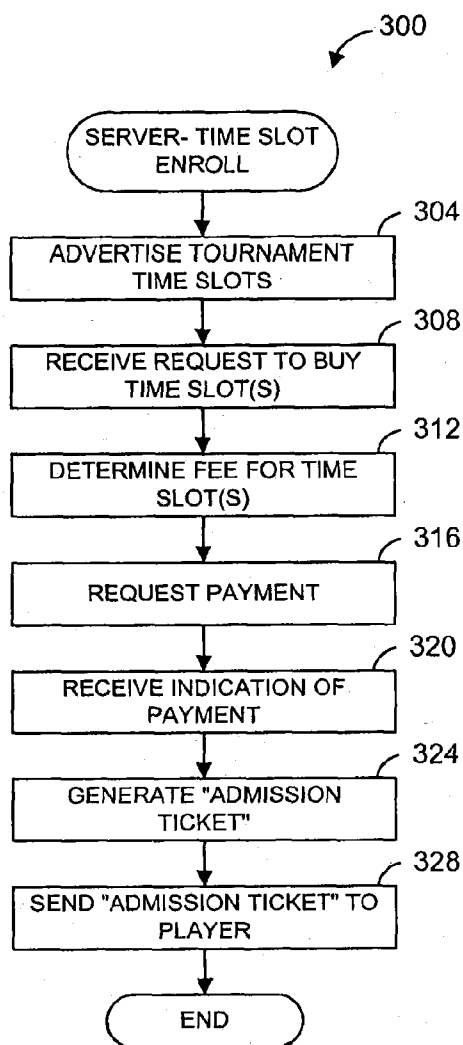 300
SERVER- TIME SLOT
ENROLL
304
ADVERTISE TOURNAMENT
TIME SLOTS
308
RECEIVE REQUEST TO BUY
TIME SLOT(S)
312
DETERMINE FEE FOR TIME
SLOT(S)
316
REQUEST PAYMENT
320
RECEIVE INDICATION OF
PAYMENT
324
GENERATE "ADMISSION
TICKET"
328
SEND "ADMISSION TICKET" TO
PLAYER
END